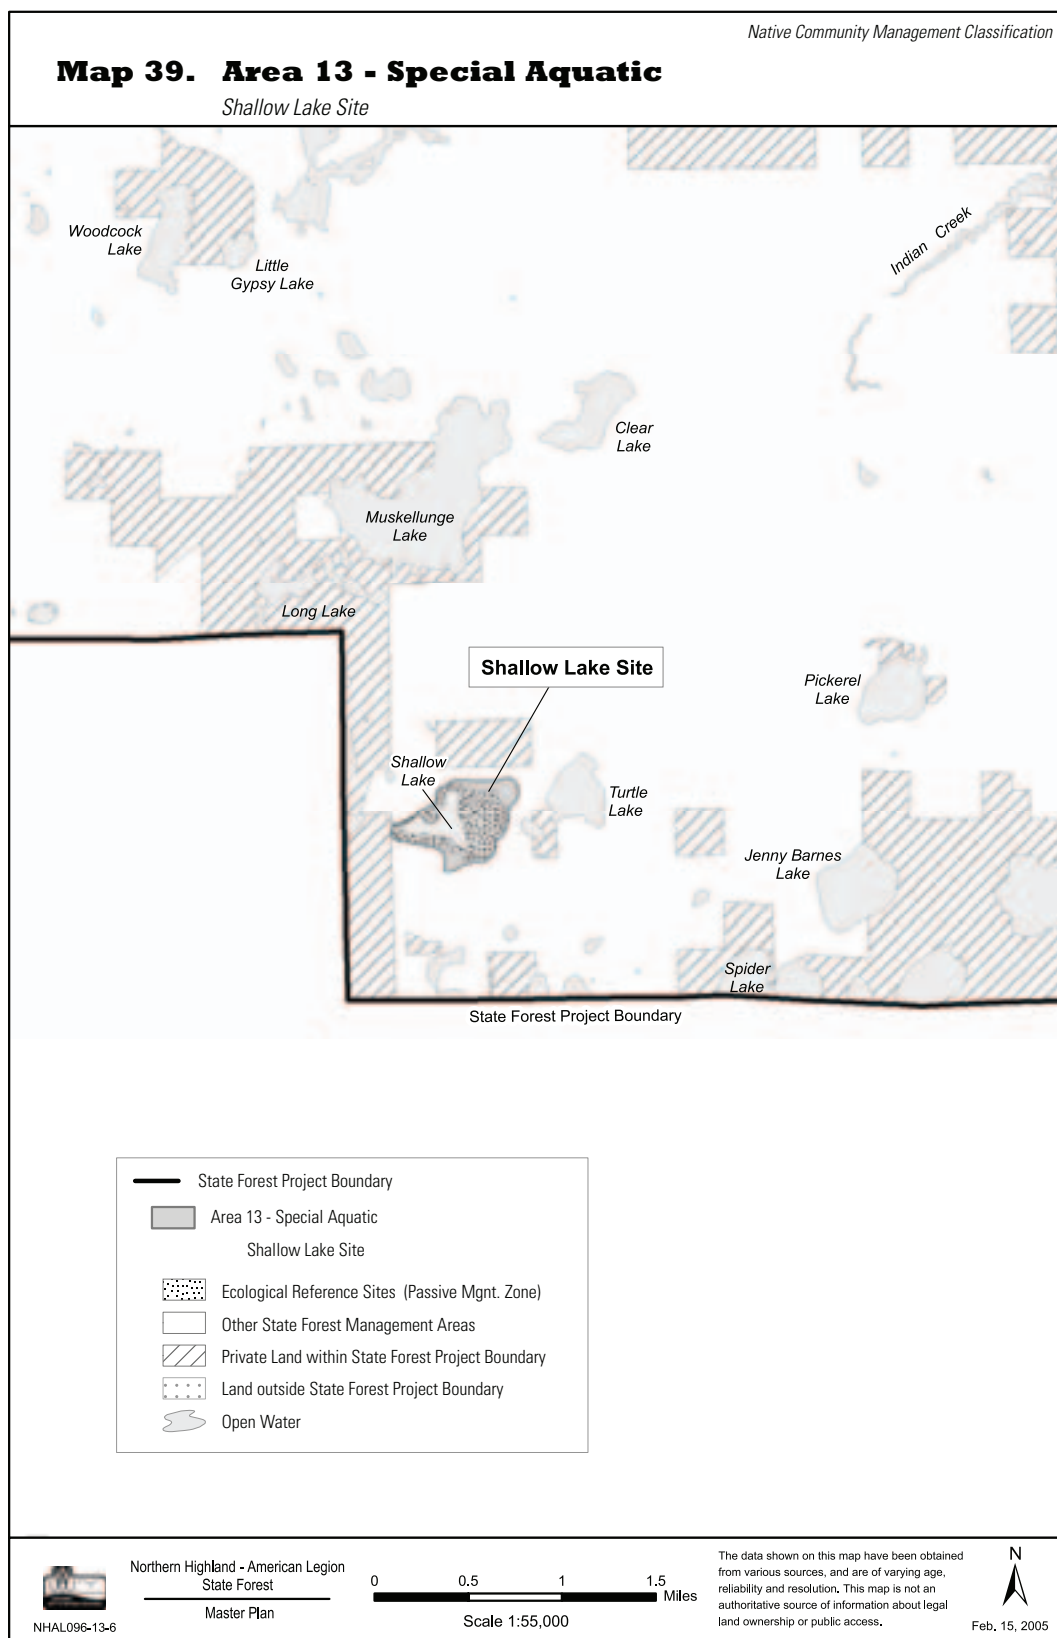 Native Community Management Classification
Map 39. Area 13 - Special Aquatic
Shallow Lake Site
Woodcock
Lake
Little
Gypsy Lake
Indian Creek
Clear
Lake
Muskellunge
Lake
Long Lake
Shallow Lake Site
Pickerel
Lake
Shallow
Lake
Turtle
Lake
Jenny Barnes
Lake
Spider
Lake
State Forest Project Boundary
State Forest Project Boundary
Area 13 - Special Aquatic
Shallow Lake Site
Ecological Reference Sites (Passive Mgnt. Zone)
Other State Forest Management Areas
Private Land within State Forest Project Boundary
Land outside State Forest Project Boundary
Open Water
NHAL096-13-6
Northern Highland - American Legion
State Forest
Master Plan
0 0.5 1 1.5
Miles
Scale 1:55,000
The data shown on this map have been obtained
from various sources, and are of varying age,
reliability and resolution. This map is not an
authoritative source of information about legal
land ownership or public access.
N
Feb. 15, 2005